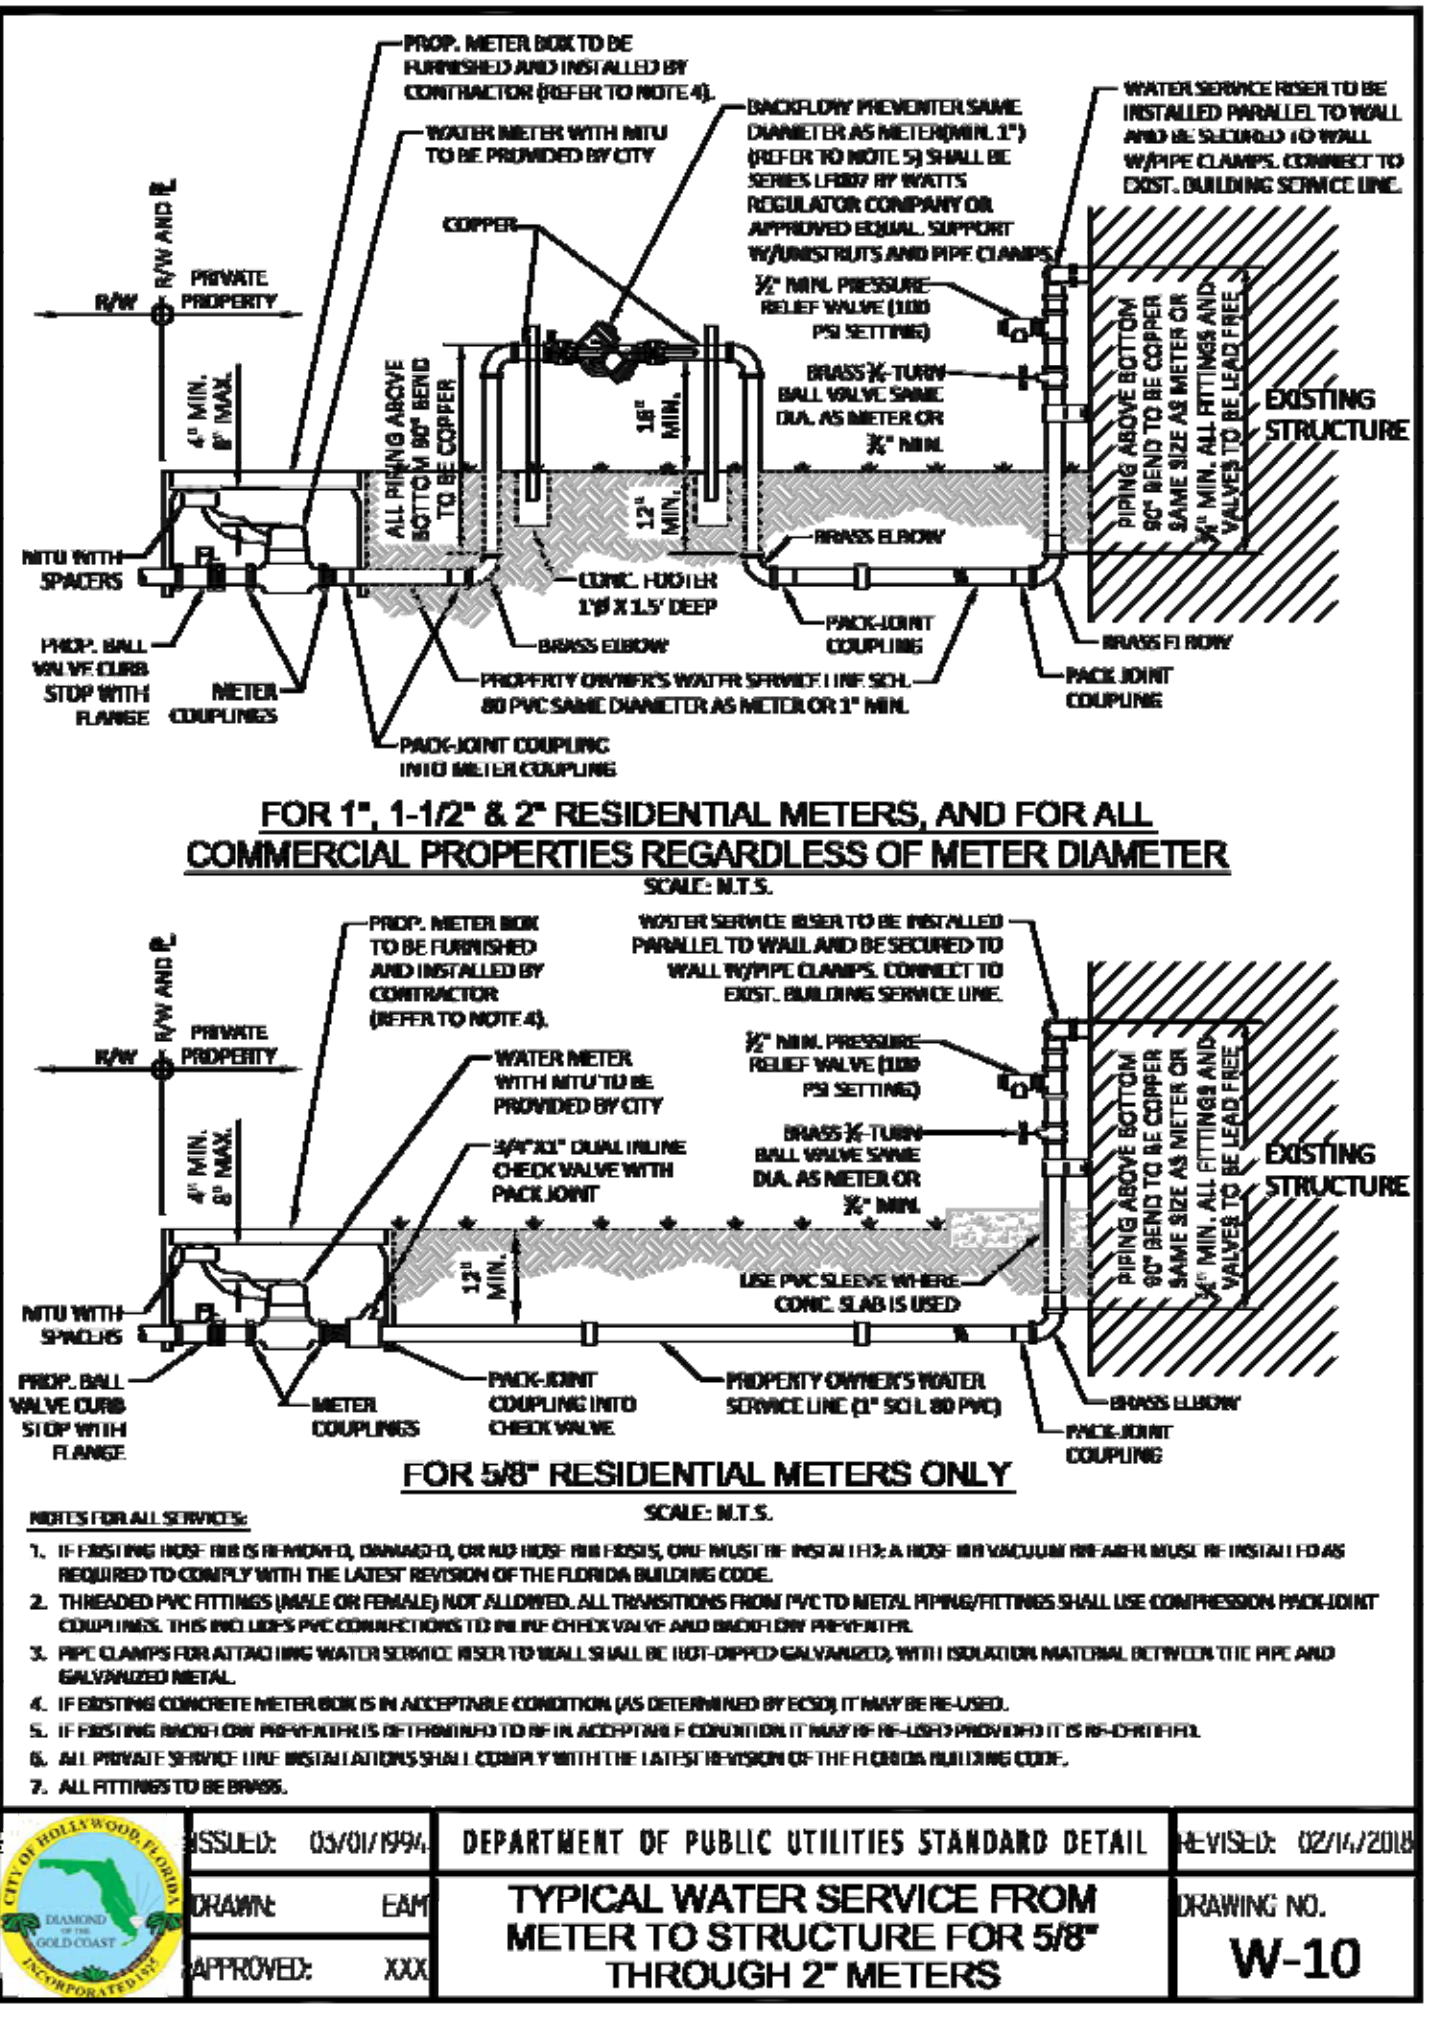 PROP. METER BOX TO BE
FURNISHED AND INSTALLED BY
CONTRACTOR (REFER TO NOTE 4).
WATER METER WITH MTU
TO BE PROVIDED BY CITY
COPPER
BACKFLOW PREVENTER SAME
DIAMETER AS METER(MIN. 1")
(REFER TO NOTE 5) SHALL BE
SERIES LF007 BY WATTS
REGULATOR COMPANY OR
APPROVED EQUAL. SUPPORT
W/UNISTRUTS AND PIPE CLAMPS.
WATER SERVICE RISER TO BE
INSTALLED PARALLEL TO WALL
AND BE SECURED TO WALL
W/PIPE CLAMPS. CONNECT TO
EXIST. BUILDING SERVICE LINE.
R/W AND PL
R/W
PRIVATE
PROPERTY
½" MIN. PRESSURE
RELIEF VALVE (100
PSI SETTING)
BRASS ¼-TURN
BALL VALVE SAME
DIA. AS METER OR
¾" MIN.
4" MIN.
8" MAX.
ALL PIPING ABOVE
BOTTOM 90° BEND
TO BE COPPER
18"
MIN.
12"
MIN.
PIPING ABOVE BOTTOM
90° BEND TO BE COPPER
SAME SIZE AS METER OR
¾" MIN. ALL FITTINGS AND
VALVES TO BE LEAD FREE
EXISTING
STRUCTURE
MTU WITH
SPACERS
PROP. BALL
VALVE CURB
STOP WITH
FLANGE
METER
COUPLINGS
CONC. FOOTER
1'Ø X 1.5' DEEP
BRASS ELBOW
BRASS ELBOW
PACK-JOINT
COUPLING
BRASS ELBOW
PACK JOINT
COUPLING
PROPERTY OWNER'S WATER SERVICE LINE SCH.
80 PVC SAME DIAMETER AS METER OR 1" MIN.
PACK-JOINT COUPLING
INTO METER COUPLING
FOR 1", 1-1/2" & 2" RESIDENTIAL METERS, AND FOR ALL
COMMERCIAL PROPERTIES REGARDLESS OF METER DIAMETER
SCALE: N.T.S.
PROP. METER BOX
TO BE FURNISHED
AND INSTALLED BY
CONTRACTOR
(REFER TO NOTE 4).
WATER SERVICE RISER TO BE INSTALLED
PARALLEL TO WALL AND BE SECURED TO
WALL W/PIPE CLAMPS. CONNECT TO
EXIST. BUILDING SERVICE LINE.
R/W AND PL
R/W
PRIVATE
PROPERTY
WATER METER
WITH MTU TO BE
PROVIDED BY CITY
3/4"X1" DUAL INLINE
CHECK VALVE WITH
PACK JOINT
½" MIN. PRESSURE
RELIEF VALVE (100
PSI SETTING)
BRASS ¼-TURN
BALL VALVE SAME
DIA. AS METER OR
¾" MIN.
4" MIN.
8" MAX.
12"
MIN.
USE PVC SLEEVE WHERE
CONC. SLAB IS USED
PIPING ABOVE BOTTOM
90° BEND TO BE COPPER
SAME SIZE AS METER OR
¾" MIN. ALL FITTINGS AND
VALVES TO BE LEAD FREE
EXISTING
STRUCTURE
MTU WITH
SPACERS
PROP. BALL
VALVE CURB
STOP WITH
FLANGE
METER
COUPLINGS
PACK-JOINT
COUPLING INTO
CHECK VALVE
PROPERTY OWNER'S WATER
SERVICE LINE (1" SCH. 80 PVC)
BRASS ELBOW
PACK-JOINT
COUPLING
FOR 5/8" RESIDENTIAL METERS ONLY
SCALE: N.T.S.
NOTES FOR ALL SERVICES:
1. IF EXISTING HOSE BIB IS REMOVED, DAMAGED, OR NO HOSE BIB EXISTS, ONE MUST BE INSTALLED; A HOSE BIB VACUUM BREAKER MUST BE INSTALLED AS
REQUIRED TO COMPLY WITH THE LATEST REVISION OF THE FLORIDA BUILDING CODE.
2. THREADED PVC FITTINGS (MALE OR FEMALE) NOT ALLOWED. ALL TRANSITIONS FROM PVC TO METAL PIPING/FITTINGS SHALL USE COMPRESSION PACK-JOINT
COUPLINGS. THIS INCLUDES PVC CONNECTIONS TO INLINE CHECK VALVE AND BACKFLOW PREVENTER.
3. PIPE CLAMPS FOR ATTACHING WATER SERVICE RISER TO WALL SHALL BE HOT-DIPPED GALVANIZED, WITH ISOLATION MATERIAL BETWEEN THE PIPE AND
GALVANIZED METAL.
4. IF EXISTING CONCRETE METER BOX IS IN ACCEPTABLE CONDITION (AS DETERMINED BY ECSD) IT MAY BE RE-USED.
5. IF EXISTING BACKFLOW PREVENTER IS DETERMINED TO BE IN ACCEPTABLE CONDITION IT MAY BE RE-USED PROVIDED IT IS RE-CERTIFIED.
6. ALL PRIVATE SERVICE LINE INSTALLATIONS SHALL COMPLY WITH THE LATEST REVISION OF THE FLORIDA BUILDING CODE.
7. ALL FITTINGS TO BE BRASS.
CITY OF HOLLYWOOD, FLORIDA
DIAMOND
OF THE
GOLD COAST
INCORPORATED 1925
ISSUED: 03/01/1994
DRAWN: EAM
APPROVED: XXX
DEPARTMENT OF PUBLIC UTILITIES STANDARD DETAIL
TYPICAL WATER SERVICE FROM
METER TO STRUCTURE FOR 5/8"
THROUGH 2" METERS
REVISED: 02/14/2018
DRAWING NO.
W-10